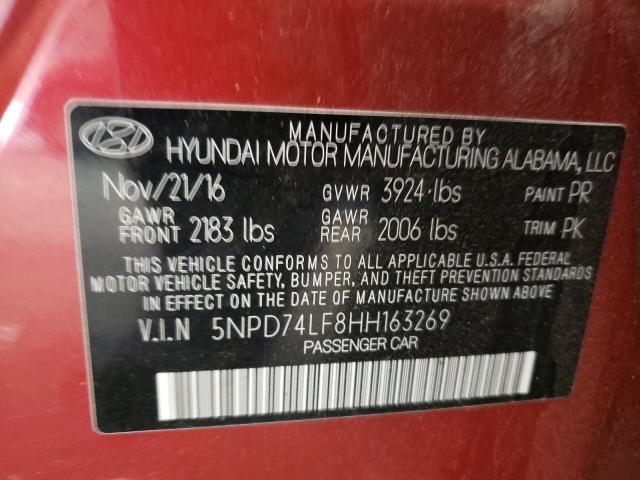 MANUFACTURED BY
HYUNDAI MOTOR MANUFACTURING ALABAMA, LLC
Nov/21/16 GVWR 3924 lbs PAINT PR
GAWR FRONT 2183 lbs GAWR REAR 2006 lbs TRIM PK
THIS VEHICLE CONFORMS TO ALL APPLICABLE U.S.A. FEDERAL
MOTOR VEHICLE SAFETY, BUMPER, AND THEFT PREVENTION STANDARDS
IN EFFECT ON THE DATE OF MANUFACTURE SHOWN ABOVE.
V.I.N 5NPD74LF8HH163269
PASSENGER CAR